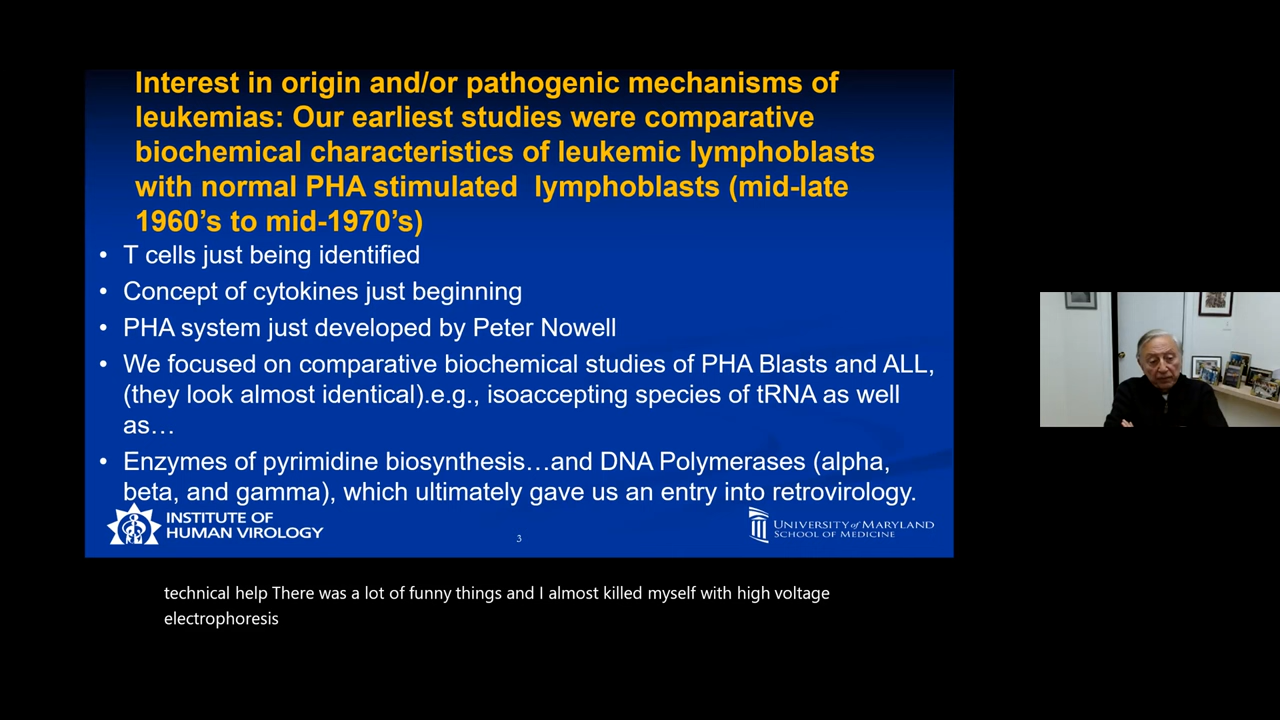 Interest in origin and/or pathogenic mechanisms of
leukemias: Our earliest studies were comparative
biochemical characteristics of leukemic lymphoblasts
with normal PHA stimulated  lymphoblasts (mid-late
1960’s to mid-1970’s)
• T cells just being identified
• Concept of cytokines just beginning
• PHA system just developed by Peter Nowell
• We focused on comparative biochemical studies of PHA Blasts and ALL,
(they look almost identical).e.g., isoaccepting species of tRNA as well
as…
• Enzymes of pyrimidine biosynthesis…and DNA Polymerases (alpha,
beta, and gamma), which ultimately gave us an entry into retrovirology.
INSTITUTE OF
HUMAN VIROLOGY
3
UNIVERSITY of MARYLAND
SCHOOL OF MEDICINE
technical help There was a lot of funny things and I almost killed myself with high voltage
electrophoresis